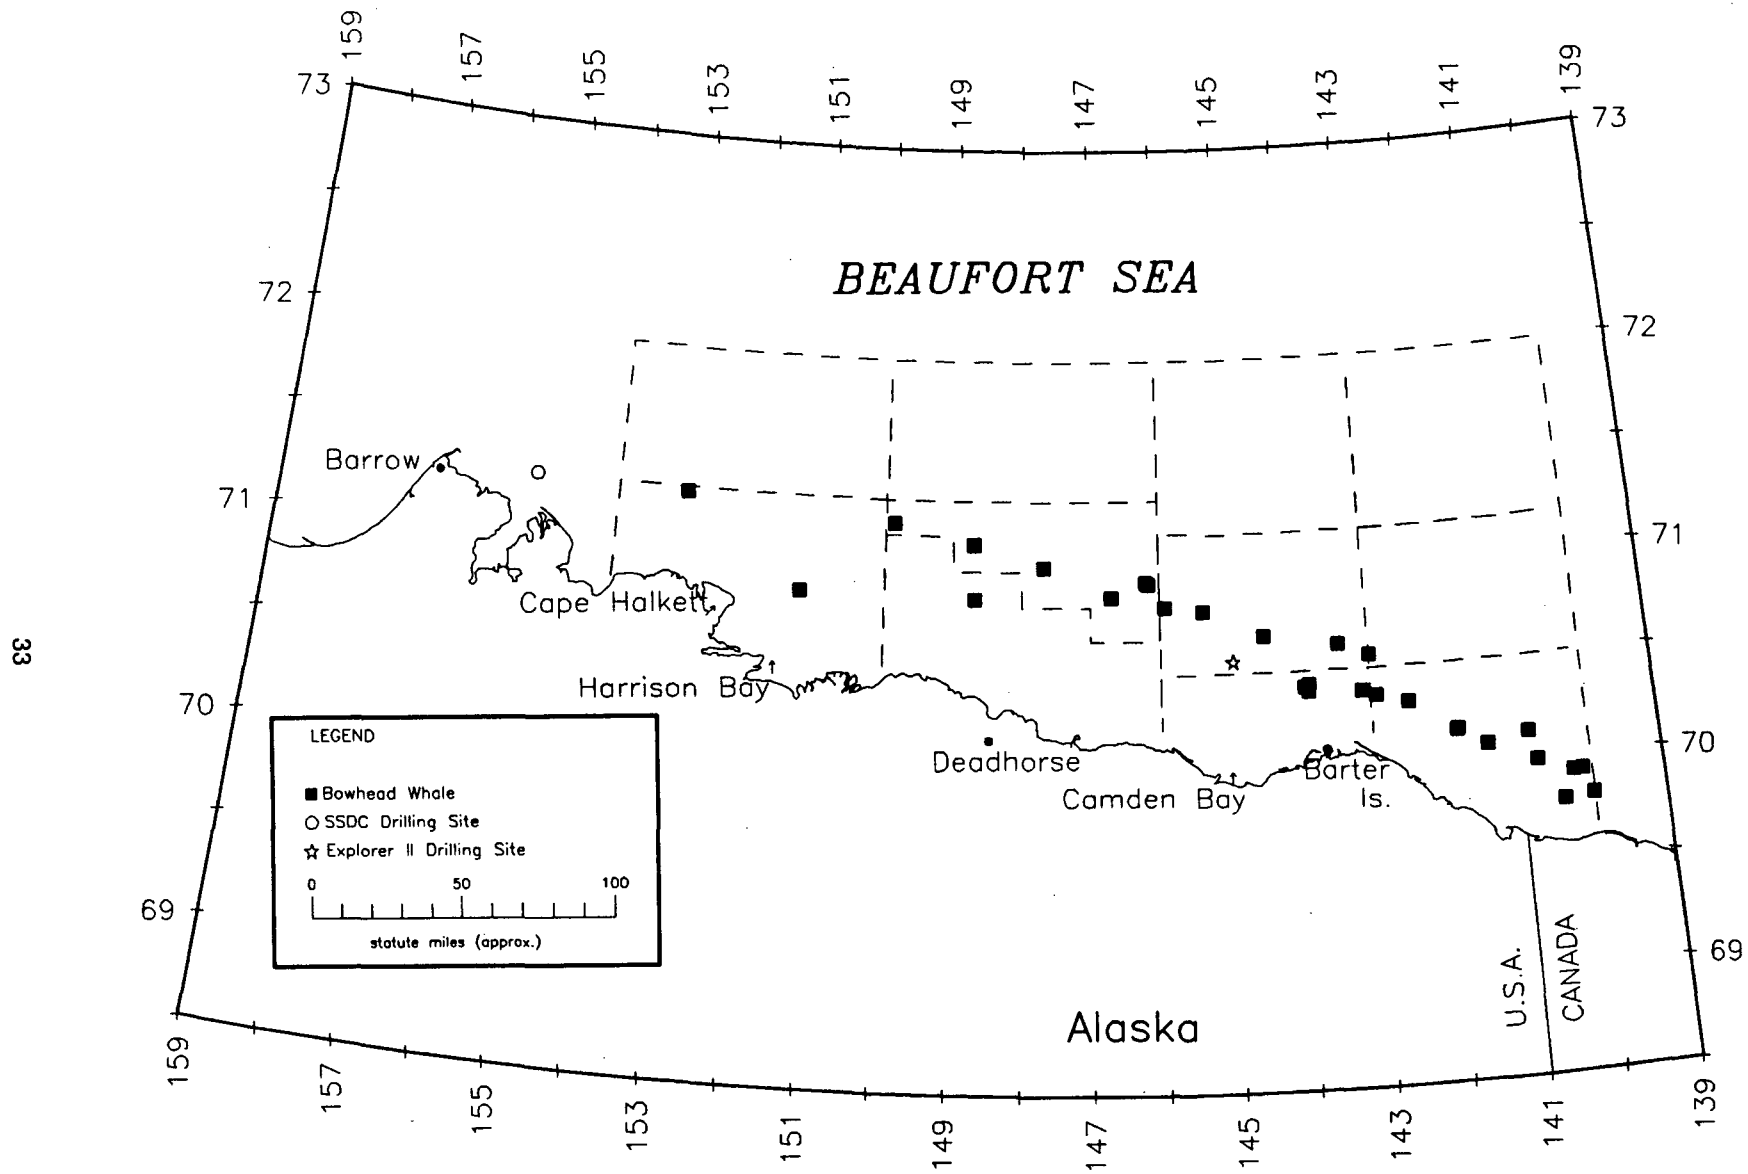 159
157
155
153
151
149
147
145
143
141
139
73
73
BEAUFORT SEA
72
72
Barrow
71
71
Cape Halkett
33
Harrison Bay
70
70
Deadhorse
Camden Bay
Barter
Is.
LEGEND
Bowhead Whale
SSDC Drilling Site
Explorer II Drilling Site
0 50 100
statute miles (approx.)
69
69
U.S.A.
CANADA
Alaska
159
157
155
153
151
149
147
145
143
141
139